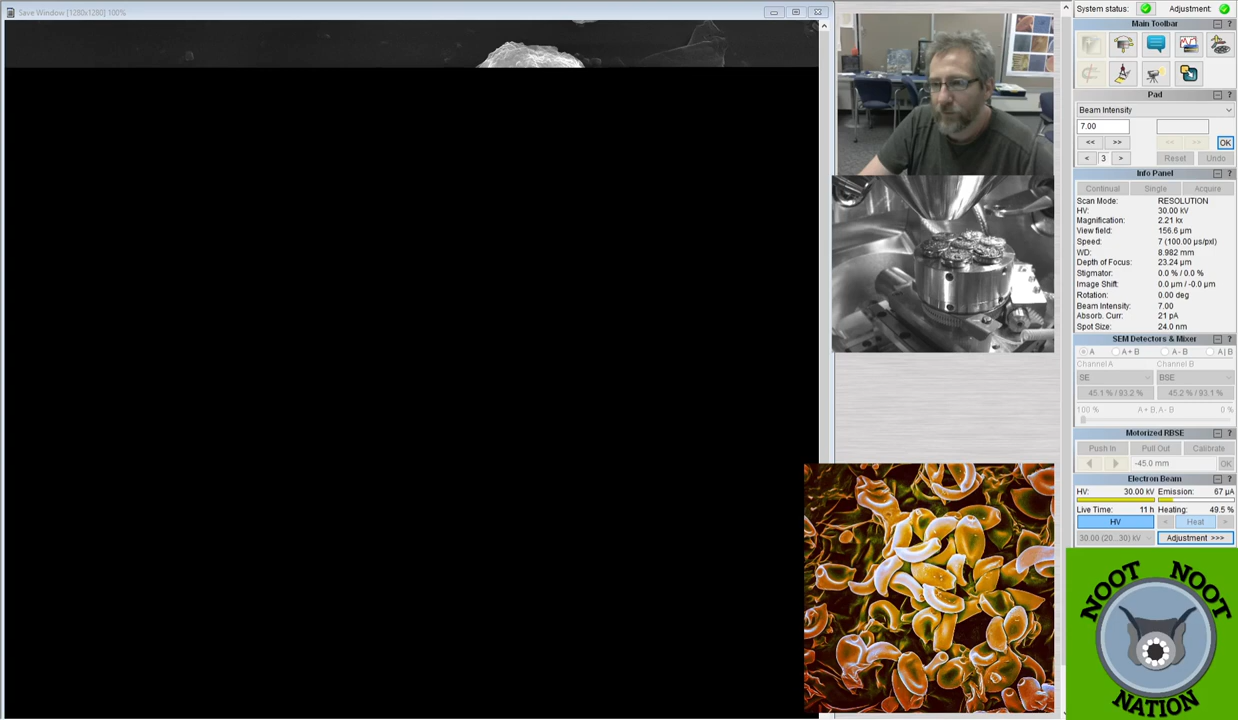 Save Window [1280x1280] 100%
System status:
Adjustment:
Main Toolbar
?
Pad
?
Beam Intensity
7.00
<< >>
<< >>
OK
< 3 >
Reset
Undo
Info Panel
?
Continual
Single
Acquire
Scan Mode: RESOLUTION
HV: 30.00 kV
Magnification: 2.21 kx
View field: 156.6 µm
Speed: 7 (100.00 µs/pxl)
WD: 8.982 mm
Depth of Focus: 23.24 µm
Stigmator: 0.0 % / 0.0 %
Image Shift: 0.0 µm / -0.0 µm
Rotation: 0.00 deg
Beam Intensity: 7.00
Absorb. Curr: 21 pA
Spot Size: 24.0 nm
SEM Detectors & Mixer
?
A
A + B
A - B
A | B
Channel A
Channel B
SE
BSE
45.1 % / 93.2 %
45.2 % / 93.1 %
100 %
A + B, A - B
0 %
Motorized RBSE
?
Push In
Pull Out
Calibrate
-45.0 mm
OK
Electron Beam
?
HV: 30.00 kV
Emission: 67 µA
Live Time: 11 h
Heating: 49.5 %
HV
<
Heat
>
30.00 (20...30) kV
Adjustment >>>
NOOT NOOT
NATION